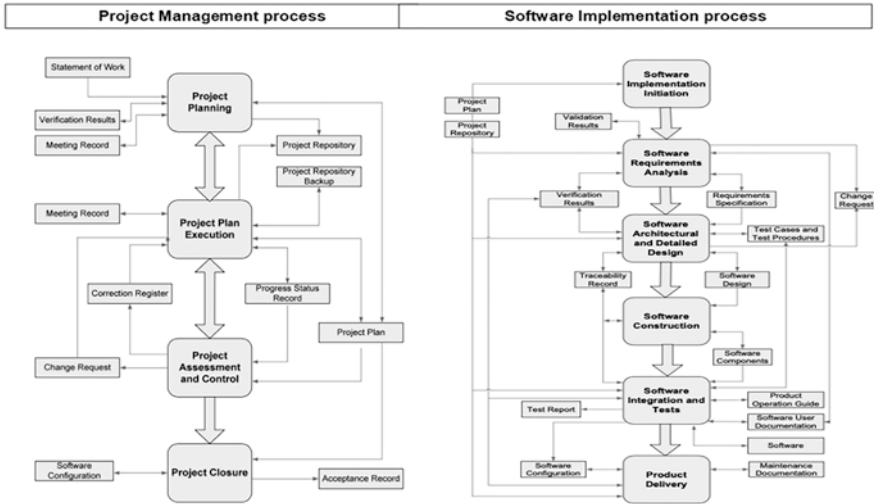 Project Management process
Software Implementation process
Statement of Work
Project
Planning
Verification Results
Meeting Record
Project Repository
Project Repository
Backup
Meeting Record
Project Plan
Execution
Correction Register
Progress Status
Record
Project Plan
Change Request
Project
Assessment
and Control
Software
Configuration
Project Closure
Acceptance Record
Software
Implementation
Initiation
Project
Plan
Project
Repository
Validation
Results
Software
Requirements
Analysis
Verification
Results
Requirements
Specification
Change
Request
Software
Architectural
and Detailed
Design
Test Cases and
Test Procedures
Traceability
Record
Software
Design
Software
Construction
Software
Components
Software
Integration and
Tests
Product
Operation Guide
Test Report
Software User
Documentation
Software
Software
Configuration
Product
Delivery
Maintenance
Documentation